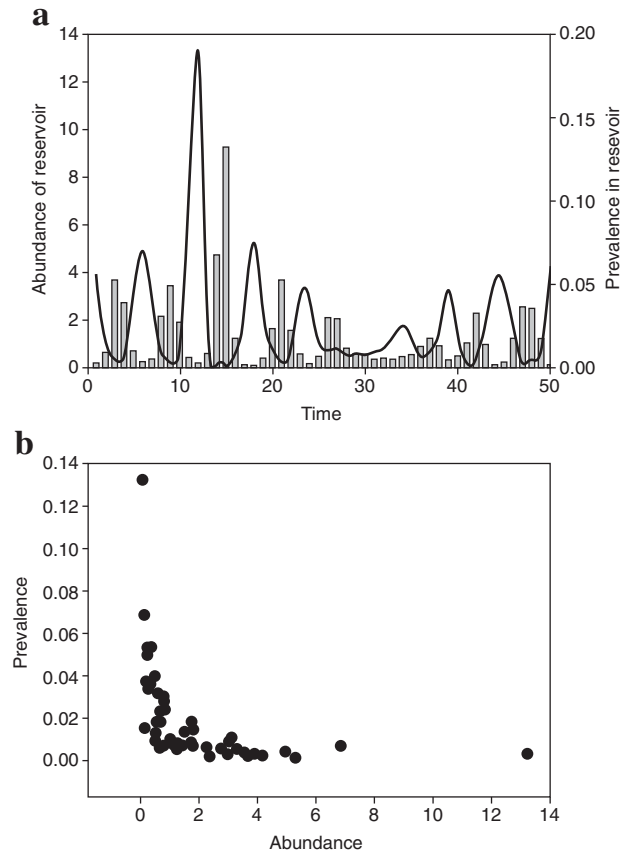 a
14
12
10
8
6
4
2
0
Abundance of reservoir
0.20
0.15
0.10
0.05
0.00
Prevalence in resevoir
0 10 20 30 40 50
Time
b
0.14
0.12
0.10
0.08
0.06
0.04
0.02
0.00
Prevalence
0 2 4 6 8 10 12 14
Abundance